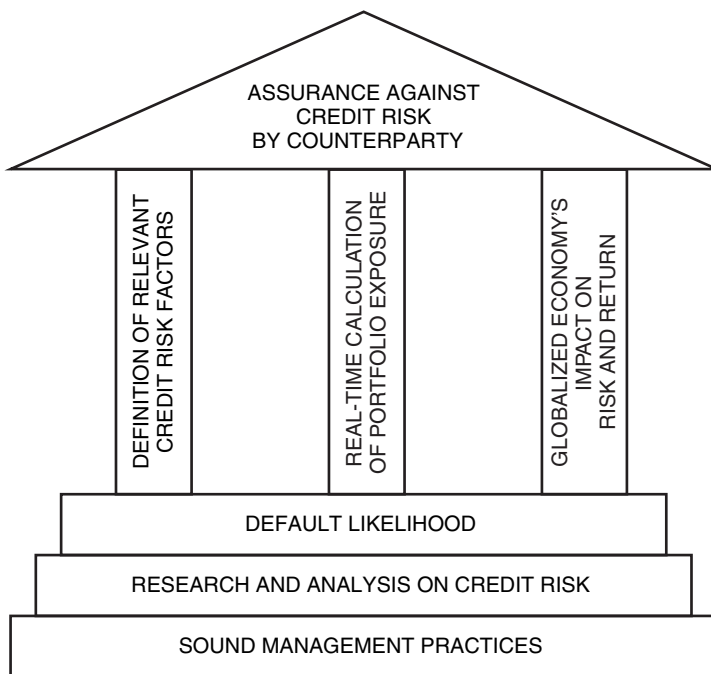 ASSURANCE AGAINST
CREDIT RISK
BY COUNTERPARTY
DEFINITION OF RELEVANT
CREDIT RISK FACTORS
REAL-TIME CALCULATION
OF PORTFOLIO EXPOSURE
GLOBALIZED ECONOMY'S
IMPACT ON
RISK AND RETURN
DEFAULT LIKELIHOOD
RESEARCH AND ANALYSIS ON CREDIT RISK
SOUND MANAGEMENT PRACTICES